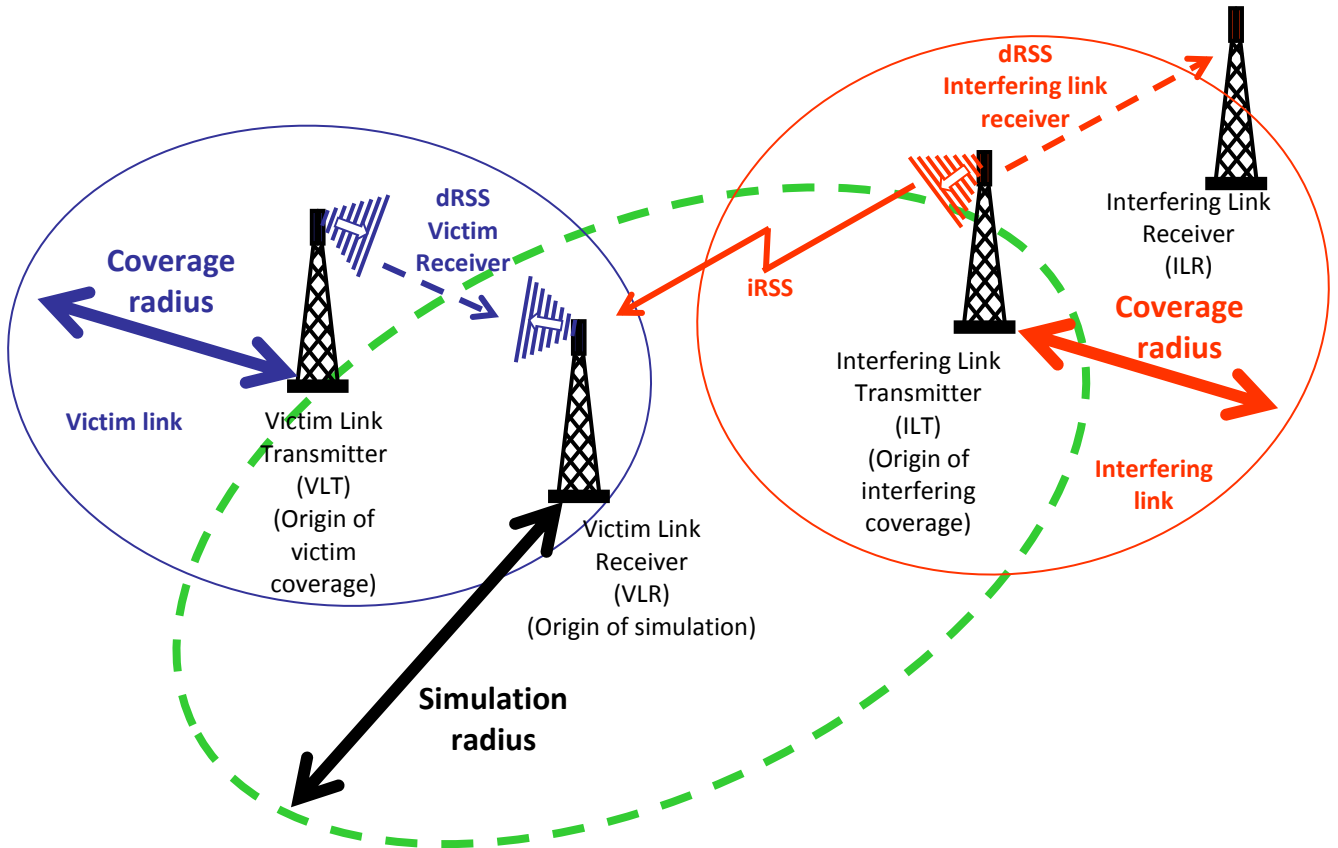 dRSS
Victim
Receiver
Coverage
radius
Victim link
Victim Link
Transmitter
(VLT)
(Origin of
victim
coverage)
Victim Link
Receiver
(VLR)
(Origin of simulation)
Simulation
radius
iRSS
dRSS
Interfering link
receiver
Interfering Link
Receiver
(ILR)
Coverage
radius
Interfering Link
Transmitter
(ILT)
(Origin of
interfering
coverage)
Interfering
link